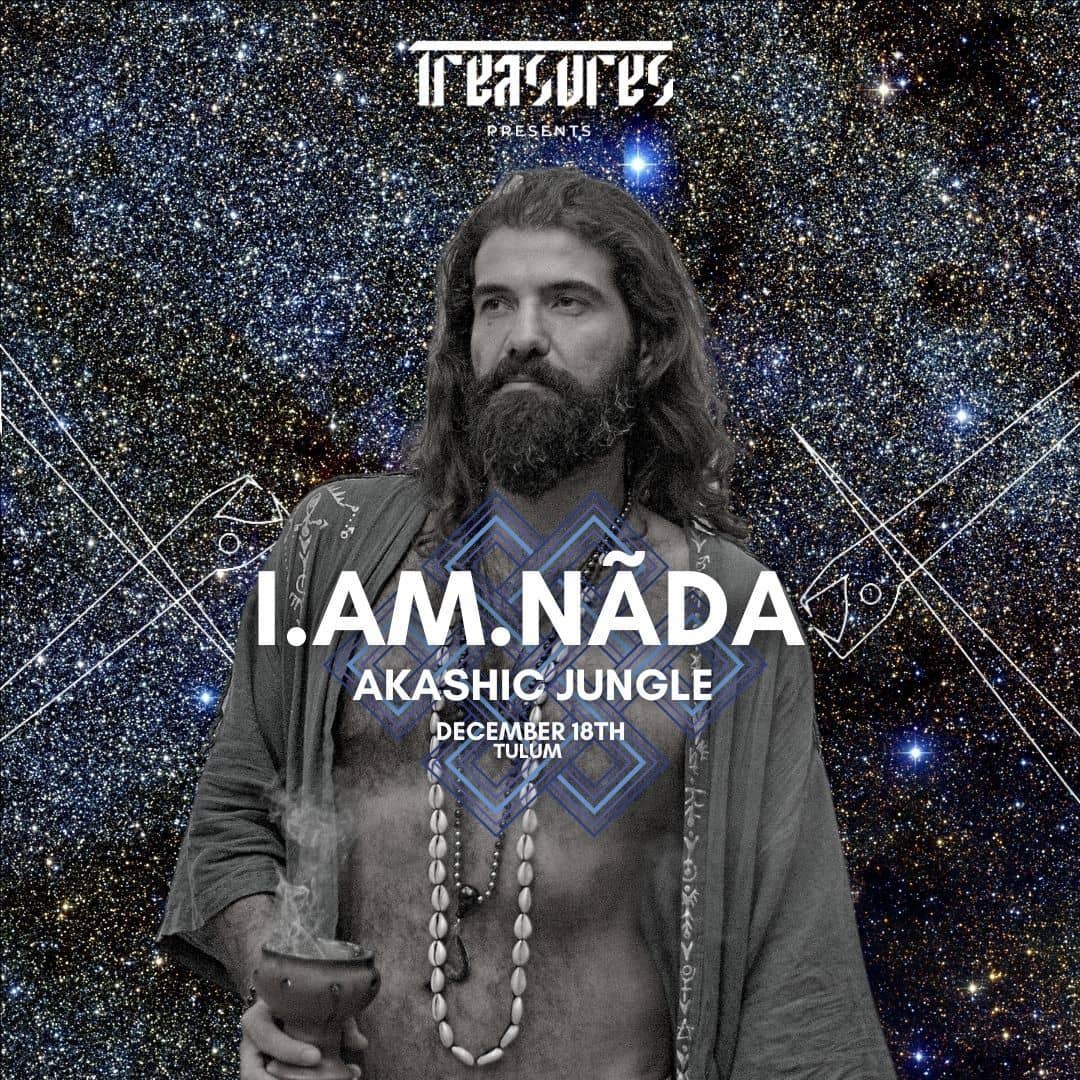 Treasures
PRESENTS
I.AM.NÃDA
AKASHIC JUNGLE
DECEMBER 18TH
TULUM